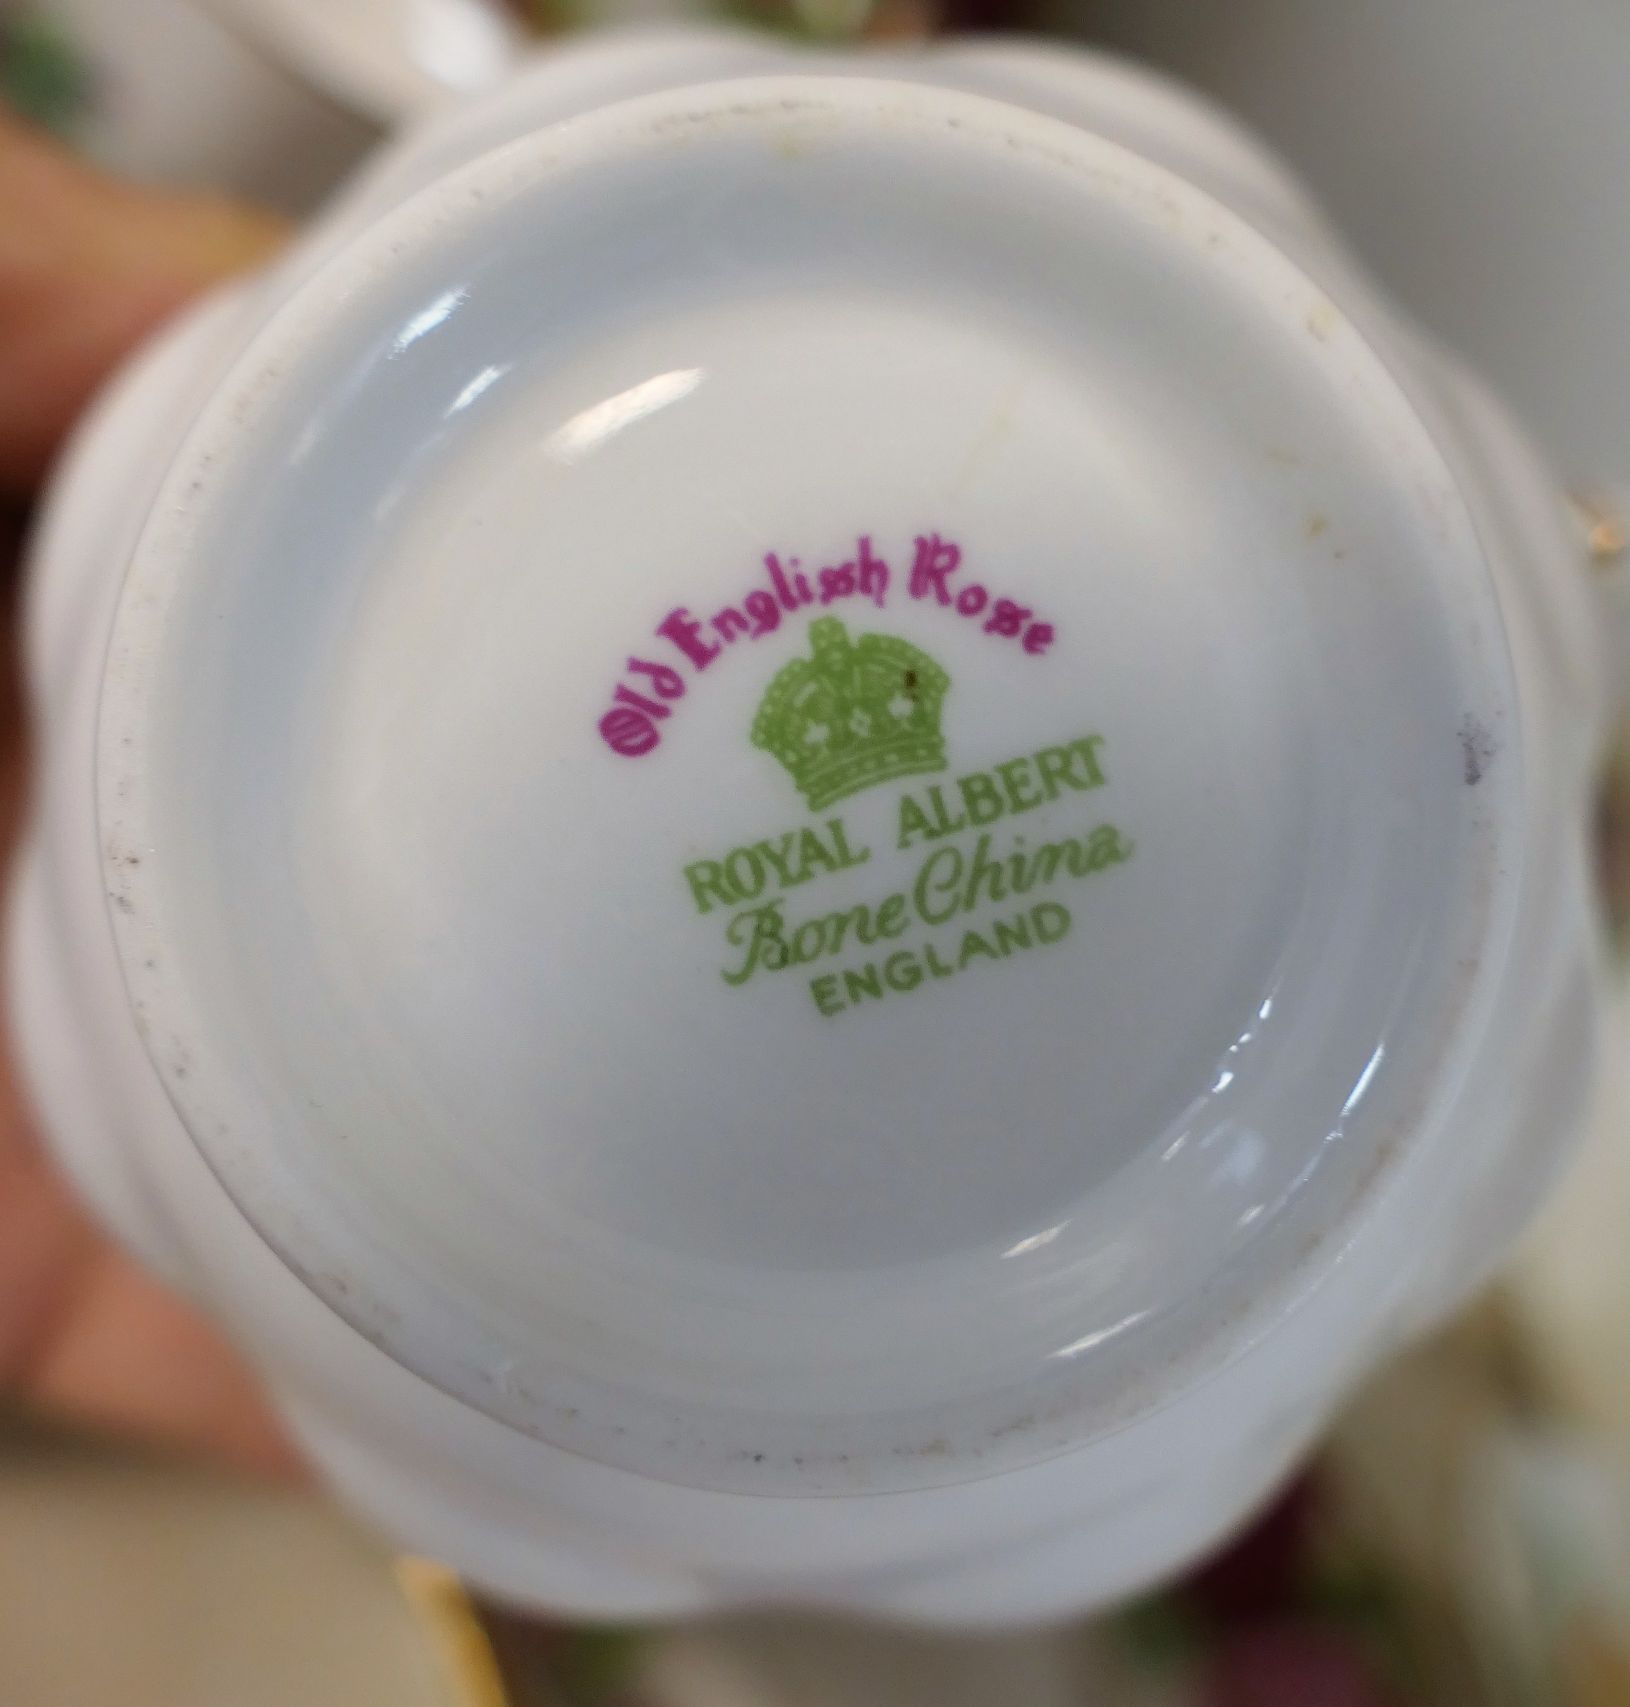 Old English Rose
ROYAL ALBERT
Bone China
ENGLAND